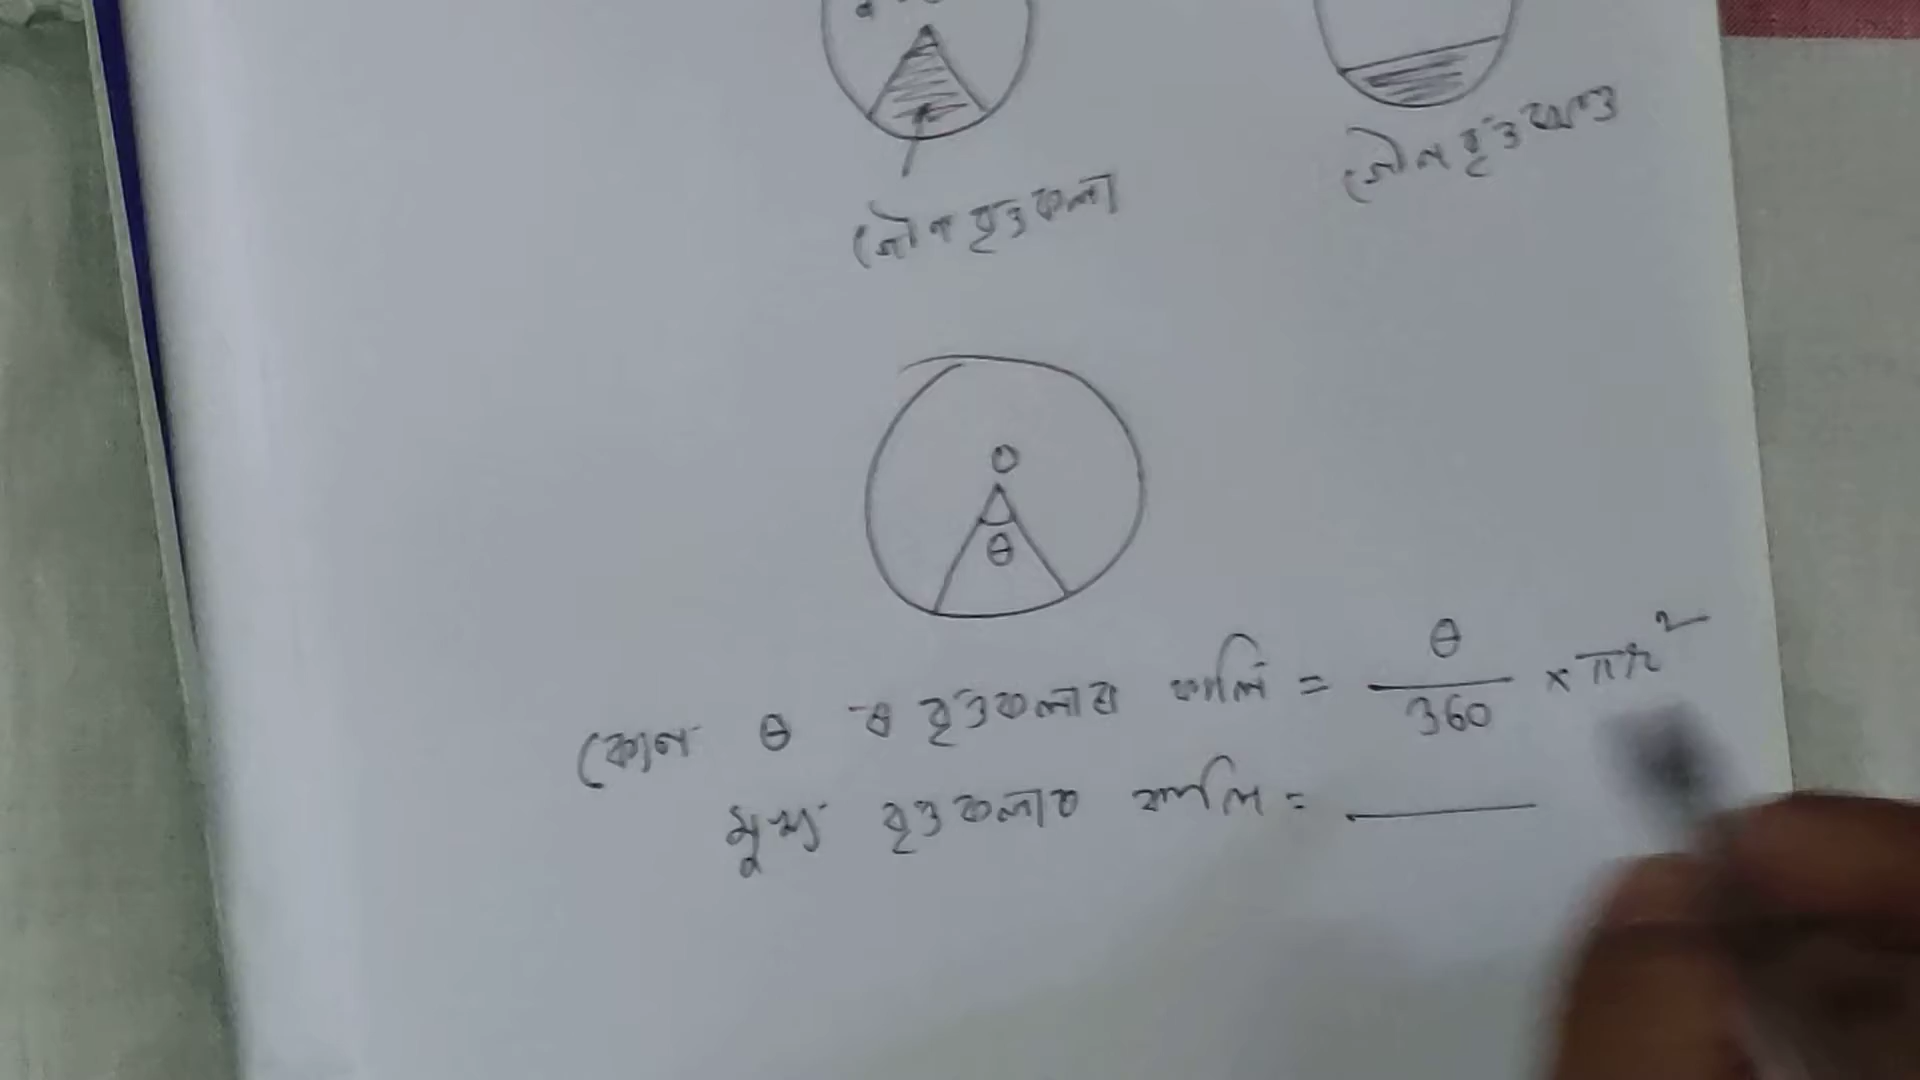 গৌণ বৃত্তখণ্ড
গৌণ বৃত্তকলা
O
θ
কোণ θ ৰ বৃত্তকলাৰ কালি = θ/360 × πr²
মুখ্য বৃত্তকলাৰ কালি =